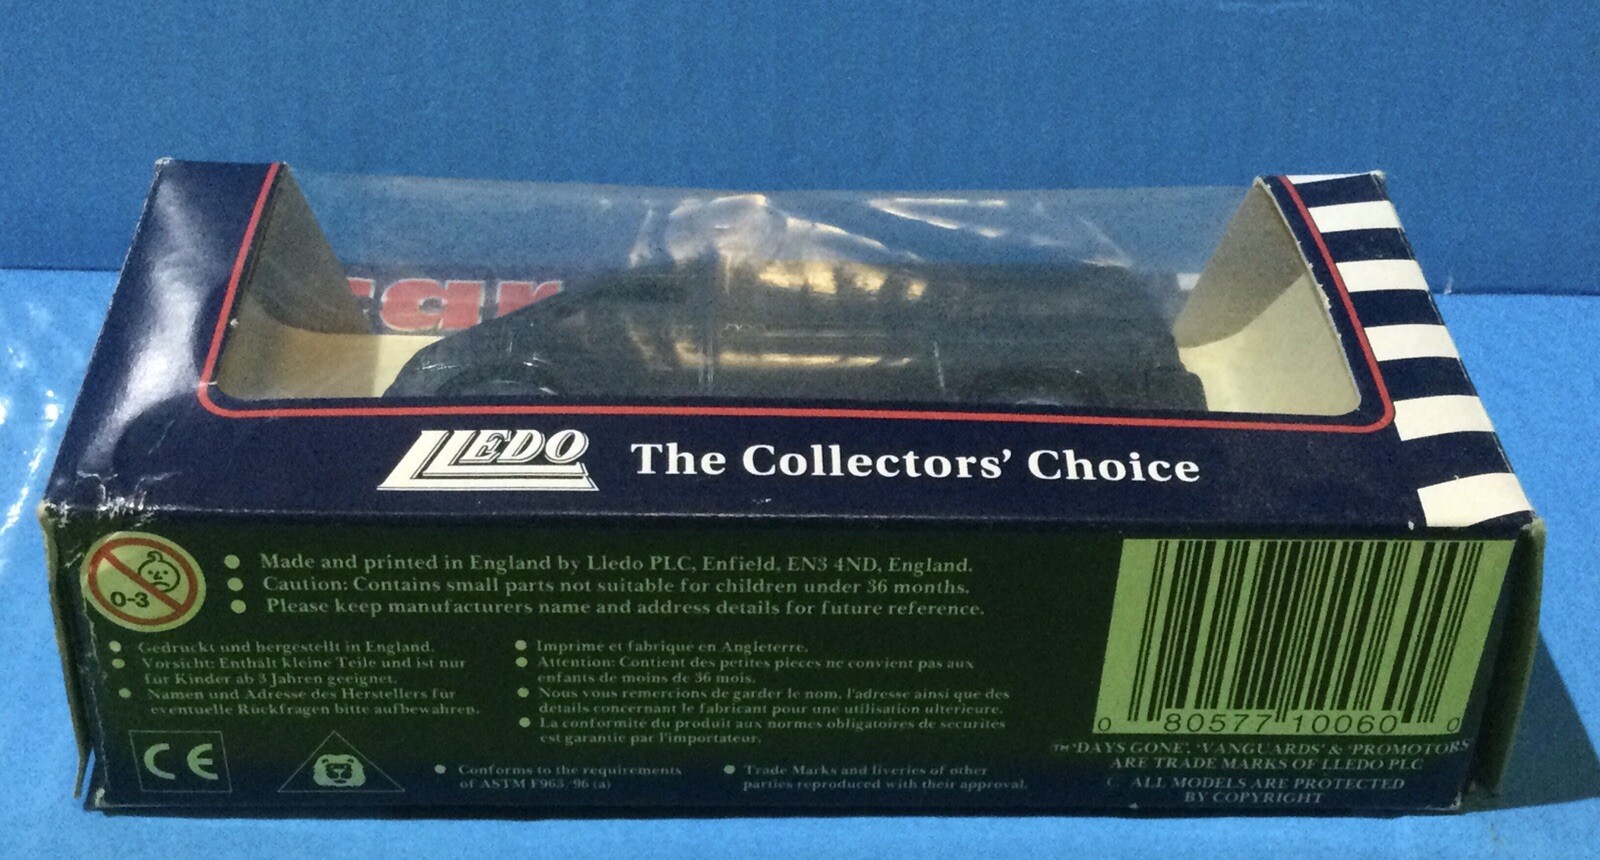 ar
LLEDO The Collectors' Choice
0-3
• Made and printed in England by Lledo PLC, Enfield, EN3 4ND, England.
• Caution: Contains small parts not suitable for children under 36 months.
• Please keep manufacturers name and address details for future reference.
• Gedruckt und hergestellt in England.
• Vorsicht: Enthält kleine Teile und ist nur
für Kinder ab 3 Jahren geeignet.
• Namen und Adresse des Herstellers für
eventuelle Rückfragen bitte aufbewahren.
• Imprimé et fabriqué en Angleterre.
• Attention: Contient des petites pieces ne convient pas aux
enfants de moins de 36 mois.
• Nous vous remercions de garder le nom, l'adresse ainsi que des
details concernant le fabricant pour une utilisation ulterieure.
• La conformité du produit aux normes obligatoires de securités
est garantie par l'importateur.
CE
• Conforms to the requirements
of ASTM F963/96 (a)
• Trade Marks and liveries of other
parties reproduced with their approval.
0 80577 10060 0
™ 'DAYS GONE', 'VANGUARDS' & 'PROMOTORS
ARE TRADE MARKS OF LLEDO PLC
C. ALL MODELS ARE PROTECTED
BY COPYRIGHT